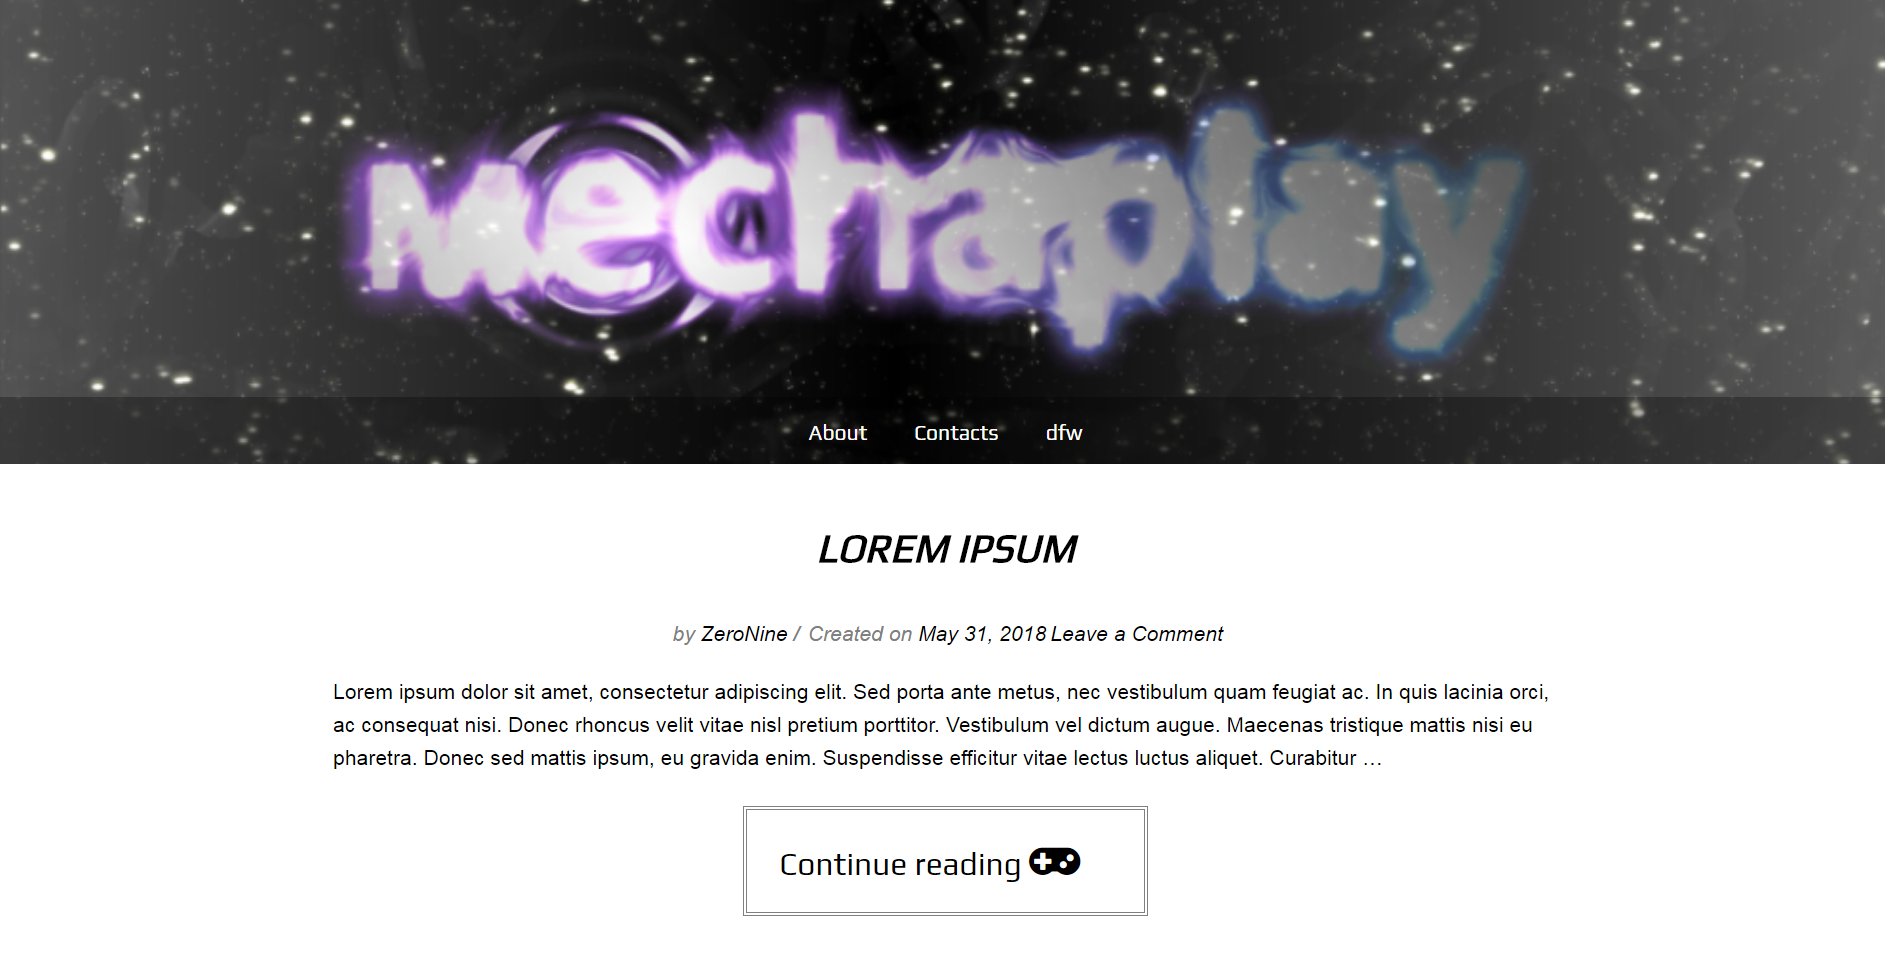 Mechaplay
About Contacts dfw
LOREM IPSUM
by ZeroNine / Created on May 31, 2018 Leave a Comment
Lorem ipsum dolor sit amet, consectetur adipiscing elit. Sed porta ante metus, nec vestibulum quam feugiat ac. In quis lacinia orci,
ac consequat nisi. Donec rhoncus velit vitae nisl pretium porttitor. Vestibulum vel dictum augue. Maecenas tristique mattis nisi eu
pharetra. Donec sed mattis ipsum, eu gravida enim. Suspendisse efficitur vitae lectus luctus aliquet. Curabitur …
Continue reading